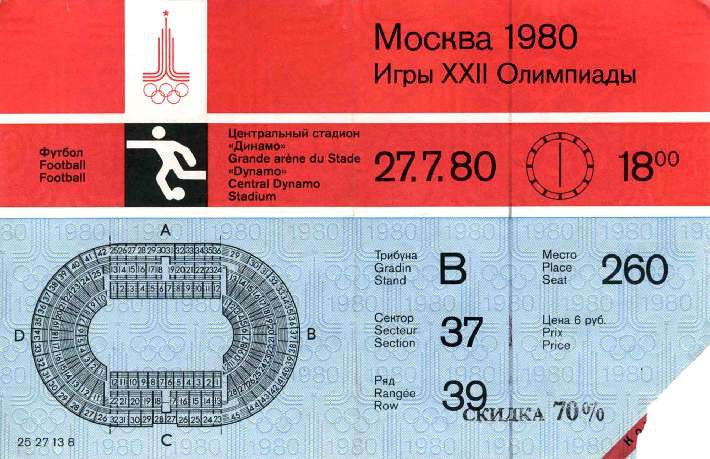 Москва 1980
Игры XXII Олимпиады
Футбол
Football
Football
Центральный стадион
«Динамо»
Grande arène du Stade
«Dynamo»
Central Dynamo
Stadium
27.7.80
18⁰⁰
A
B
C
D
25 27 13 8
Трибуна
Gradin
Stand
B
Место
Place
Seat
260
Сектор
Secteur
Section
37
Цена 6 руб.
Prix
Price
Ряд
Rangée
Row
39
СКИДКА 70%